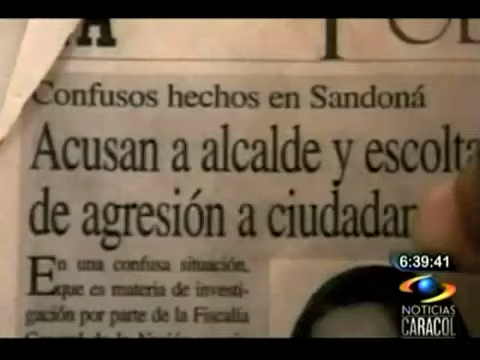 Confusos hechos en Sandoná
Acusan a alcalde y escolta
de agresión a ciudadan
En una confusa situación,
que es materia de investi-
gación por parte de la Fiscalía
6:39:41
NOTICIAS
CARACOL